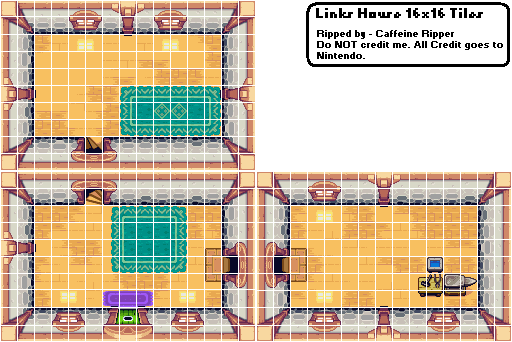 Links House 16x16 Tiles
Ripped by - Caffeine Ripper
Do NOT credit me. All Credit goes to
Nintendo.